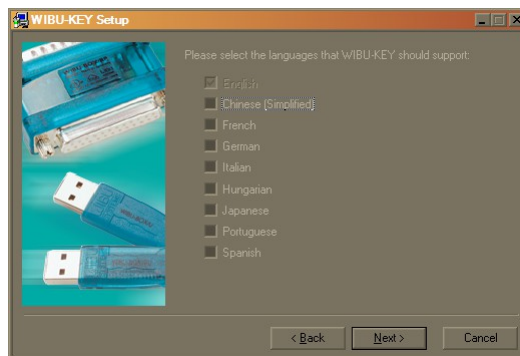 WIBU-KEY Setup
Please select the languages that WIBU-KEY should support:
English
Chinese (Simplified)
French
German
Italian
Hungarian
Japanese
Portuguese
Spanish
< Back
Next >
Cancel